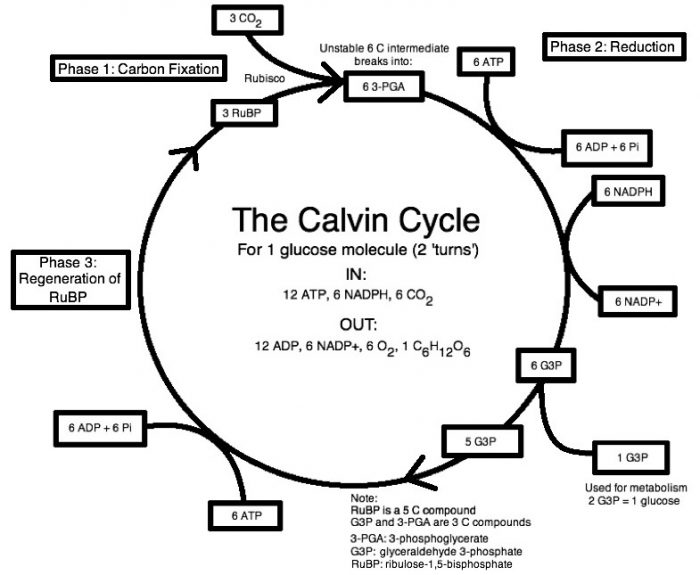 3 CO₂
Unstable 6 C intermediate
breaks into:
Phase 2: Reduction
Phase 1: Carbon Fixation
6 ATP
Rubisco
6 3-PGA
3 RuBP
6 ADP + 6 Pi
6 NADPH
The Calvin Cycle
For 1 glucose molecule (2 'turns')
IN:
12 ATP, 6 NADPH, 6 CO₂
OUT:
12 ADP, 6 NADP+, 6 O₂, 1 C₆H₁₂O₆
Phase 3:
Regeneration of
RuBP
6 NADP+
6 G3P
6 ADP + 6 Pi
5 G3P
1 G3P
Used for metabolism
2 G3P = 1 glucose
6 ATP
Note:
RuBP is a 5 C compound
G3P and 3-PGA are 3 C compounds
3-PGA: 3-phosphoglycerate
G3P: glyceraldehyde 3-phosphate
RuBP: ribulose-1,5-bisphosphate